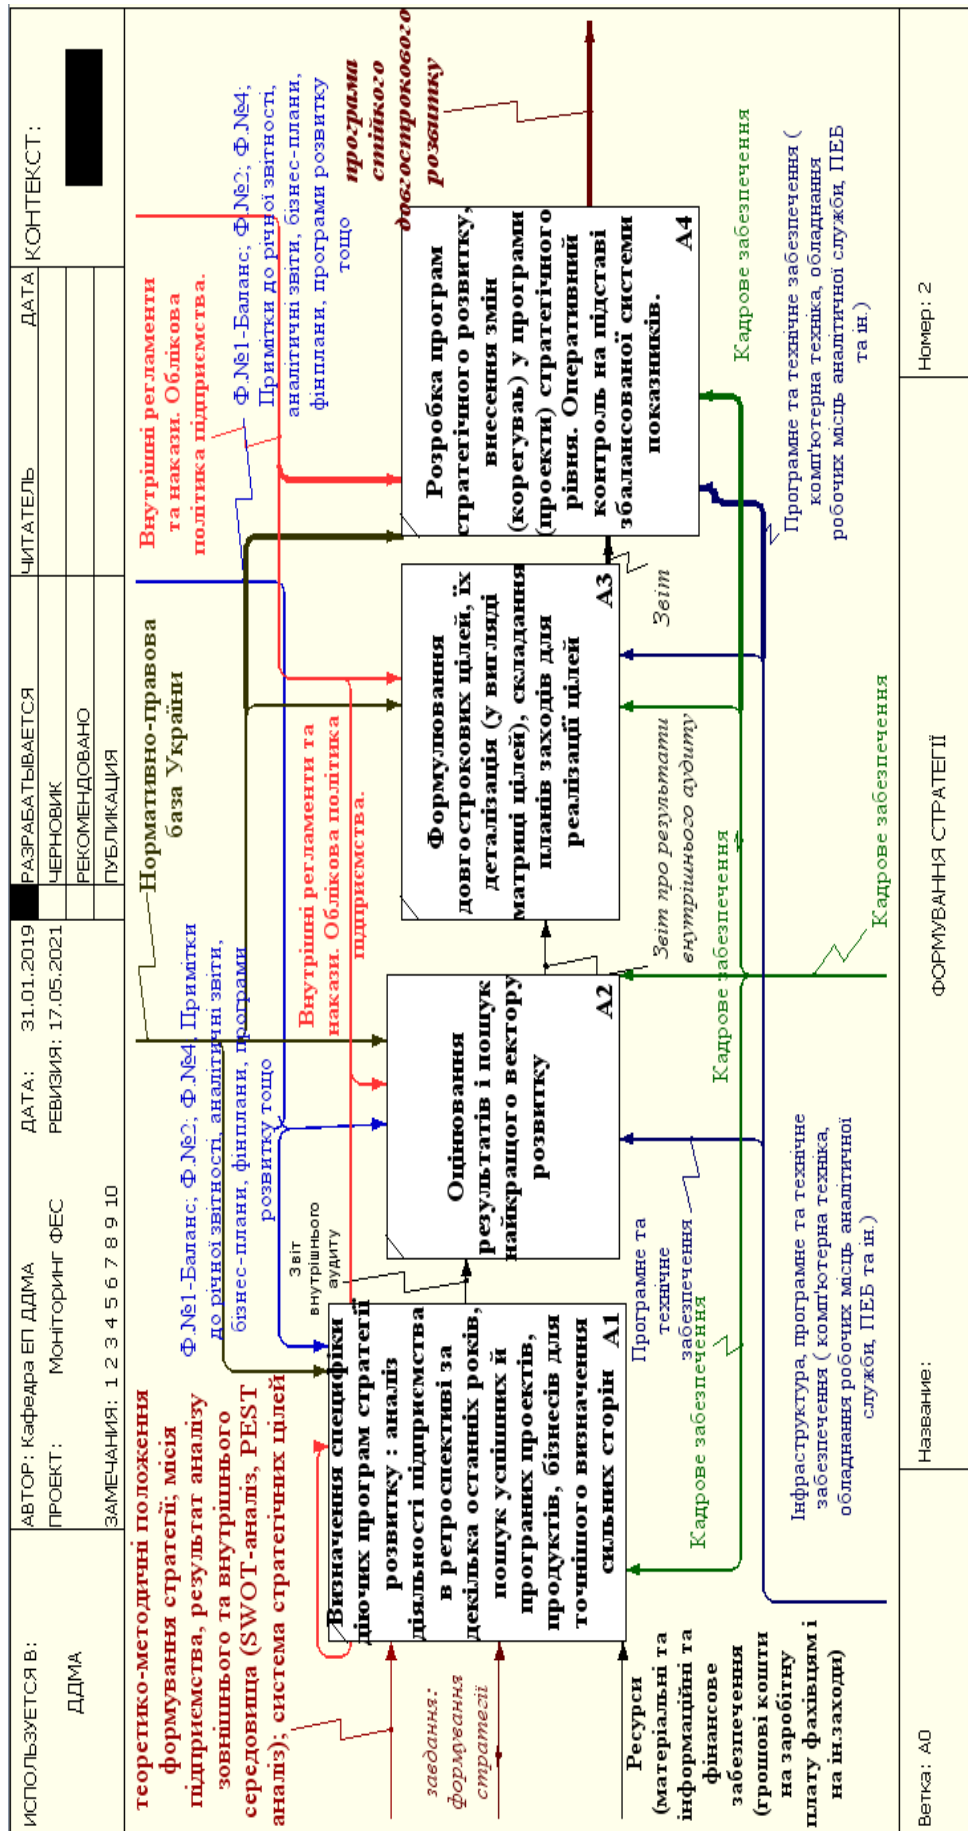 ИСПОЛЬЗУЕТСЯ В:
ДДМА
АВТОР: Кафедра ЕП ДДМА
ПРОЕКТ: Моніторинг ФЕС
ЗАМЕЧАНИЯ: 1 2 3 4 5 6 7 8 9 10
ДАТА: 31.01.2019
РЕВИЗИЯ: 17.05.2021
РАЗРАБАТЫВАЕТСЯ
ЧЕРНОВИК
РЕКОМЕНДОВАНО
ПУБЛИКАЦИЯ
ЧИТАТЕЛЬ
ДАТА
КОНТЕКСТ:
теоретико-методичні положення
формування стратегії; місія
підприємства, результат аналізу
зовнішнього та внутрішнього
середовища (SWOT-аналіз, PEST
аналіз); система стратегічних цілей
Ф.№1-Баланс; Ф.№2; Ф.№4, Примітки
до річної звітності, аналітичні звіти,
бізнес-плани, фінплани, програми
розвитку тощо
Нормативно-правова
база України
Внутрішні регламенти
та накази. Облікова
політика підприємства.
Ф.№1-Баланс; Ф.№2; Ф.№4;
Примітки до річної звітності,
аналітичні звіти, бізнес-плани,
фінплани, програми розвитку
тощо
програма
стійкого
довгострокового
розвитку
Внутрішні регламенти та
накази. Облікова політика
підприємства.
завдання:
формування
стратегії
Ресурси
(матеріальні та
інформаційні та
фінансове
забезпечення
(грошові кошти
на заробітну
плату фахівцям і
на ін.заходи)
Визначення специфіки
діючих програм стратегії
розвитку : аналіз
діяльності підприємства
в ретроспективі за
декілька останніх років,
пошук успішних й
програних проектів,
продуктів, бізнесів для
точнішого визначення
сильних сторін
А1
Звіт
внутрішнього
аудиту
Оцінювання
результатів і пошук
найкращого вектору
розвитку
А2
Звіт про результати
внутрішнього аудиту
Формулювання
довгострокових цілей, їх
деталізація (у вигляді
матриці цілей), складання
планів заходів для
реалізації цілей
А3
Звіт
Розробка програм
стратегічного розвитку,
внесення змін
(корегувань) у програми
(проекти) стратегічного
рівня. Оперативний
контроль на підставі
збалансованої системи
показників.
А4
Програмне та
технічне
забезпечення
Кадрове забезпечення
Кадрове забезпечення
Кадрове забезпечення
Кадрове забезпечення
Інфраструктура, програмне та технічне
забезпечення ( комп'ютерна техніка,
обладнання робочих місць аналітичної
служби, ПЕБ та ін.)
Програмне та технічне забезпечення (
комп'ютерна техніка, обладнання
робочих місць аналітичної служби, ПЕБ
та ін.)
Ветка: А0
Название:
ФОРМУВАННЯ СТРАТЕГІЇ
Номер: 2